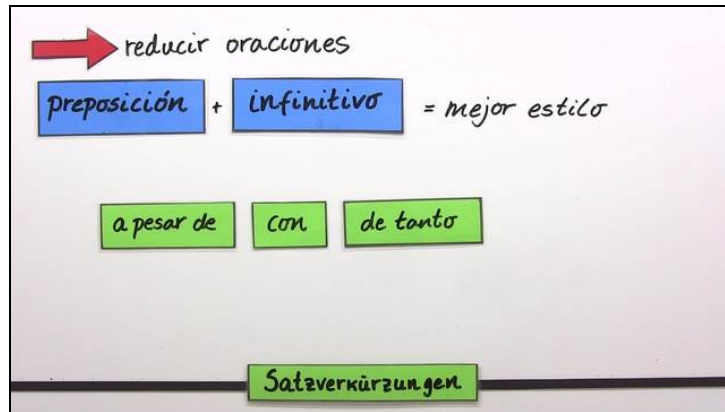 reducir oraciones
preposición + infinitivo = mejor estilo
a pesar de con de tanto
Satzverkürzungen